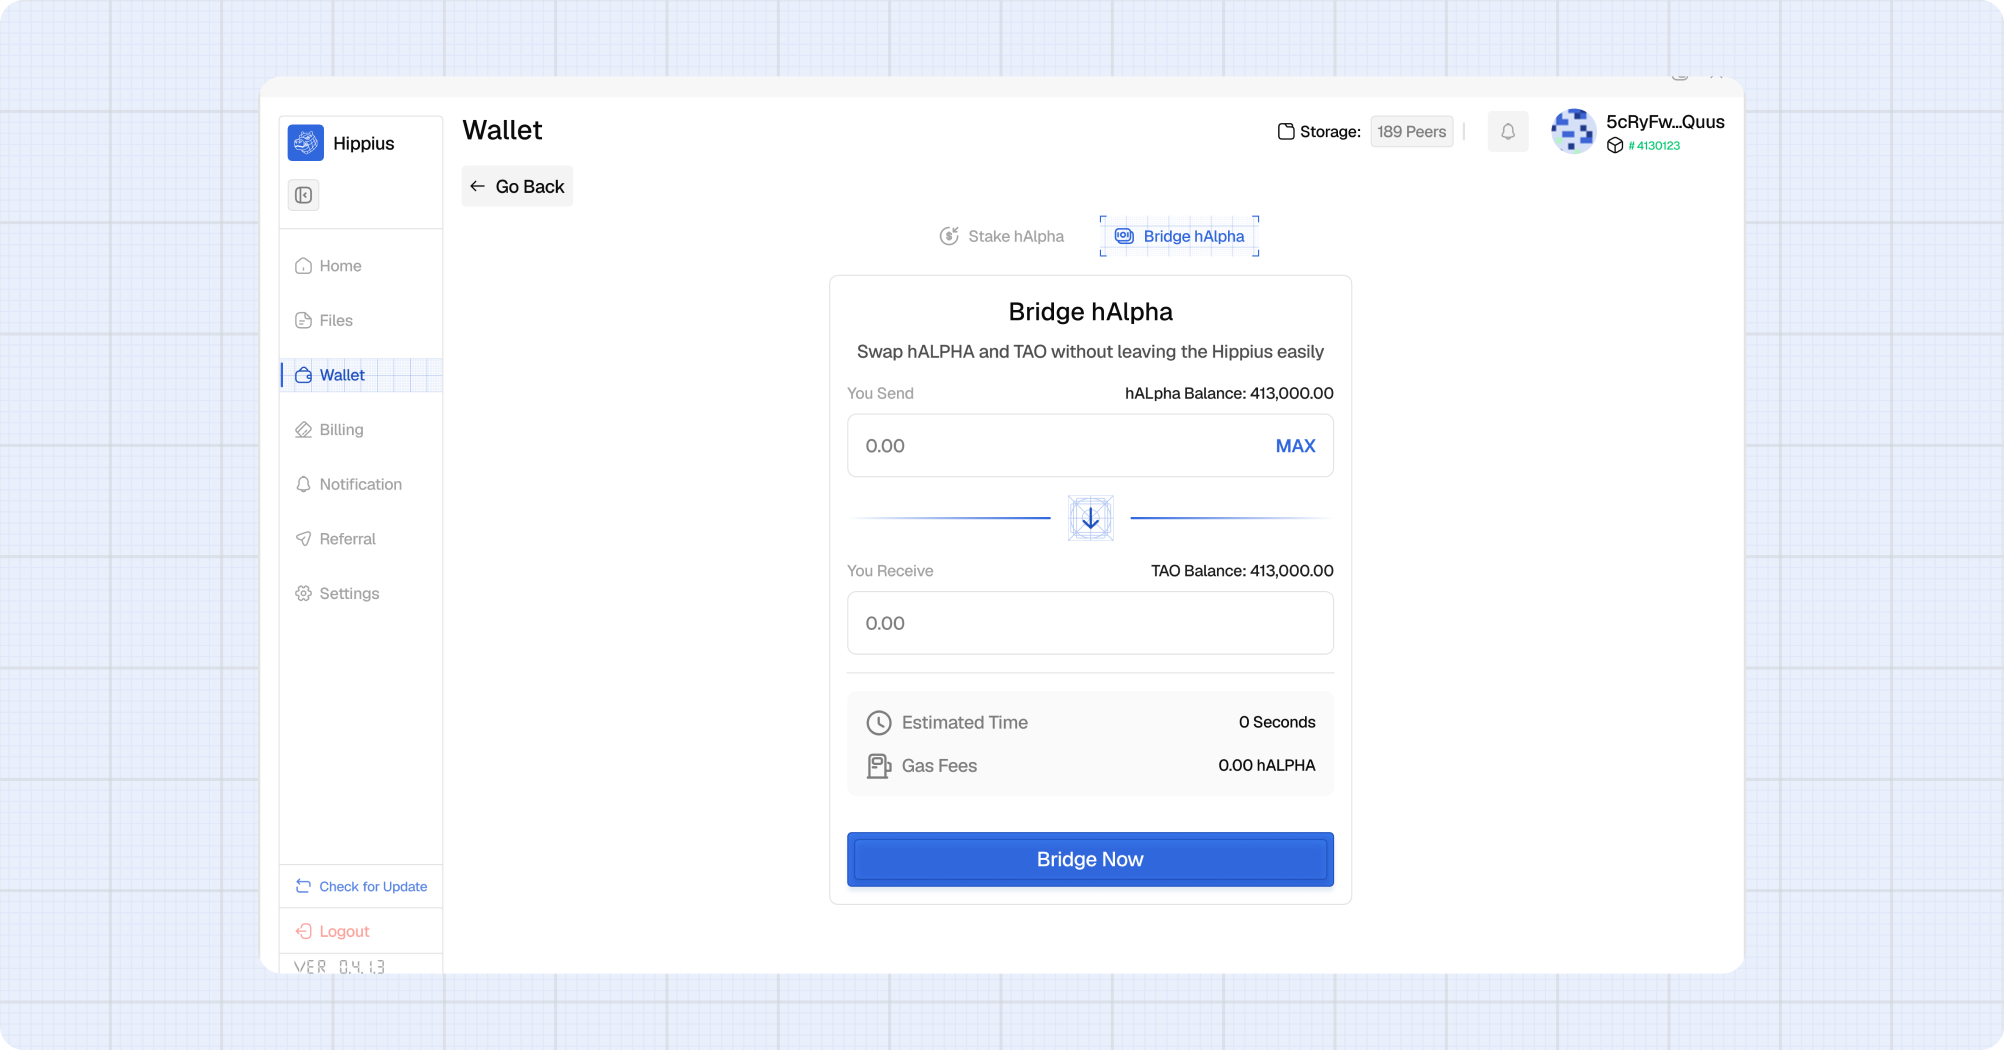 Hippius
Home
Files
Wallet
Billing
Notification
Referral
Settings
Check for Update
Logout
VER 0.4.1.3
Wallet
Storage: 189 Peers
5cRyFw...Quus
# 4130123
Go Back
Stake hAlpha
Bridge hAlpha
Bridge hAlpha
Swap hALPHA and TAO without leaving the Hippius easily
You Send hALpha Balance: 413,000.00
0.00 MAX
You Receive TAO Balance: 413,000.00
0.00
Estimated Time 0 Seconds
Gas Fees 0.00 hALPHA
Bridge Now